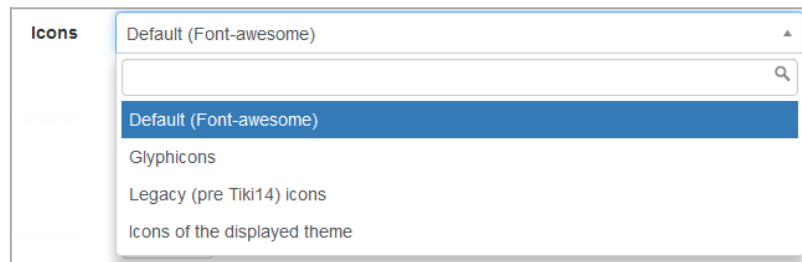 Icons
Default (Font-awesome)
Default (Font-awesome)
Glyphicons
Legacy (pre Tiki14) icons
Icons of the displayed theme